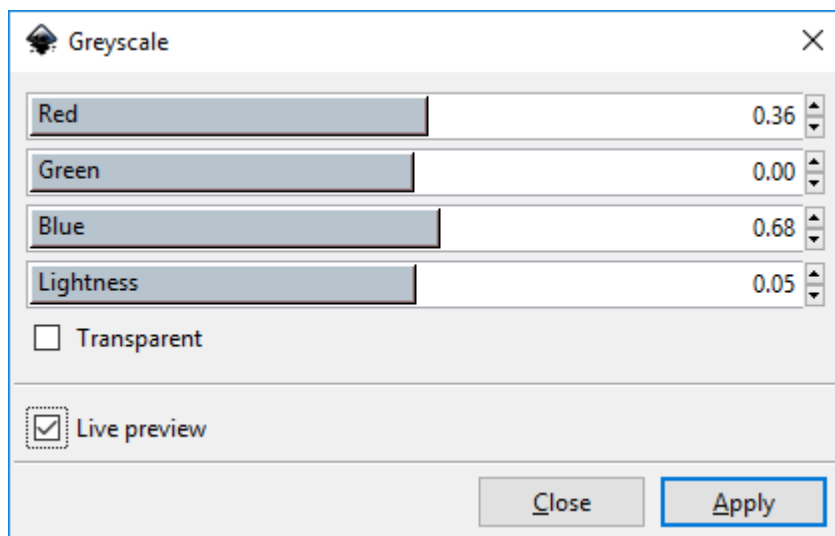 Greyscale
Red 0.36
Green 0.00
Blue 0.68
Lightness 0.05
Transparent
Live preview
Close Apply